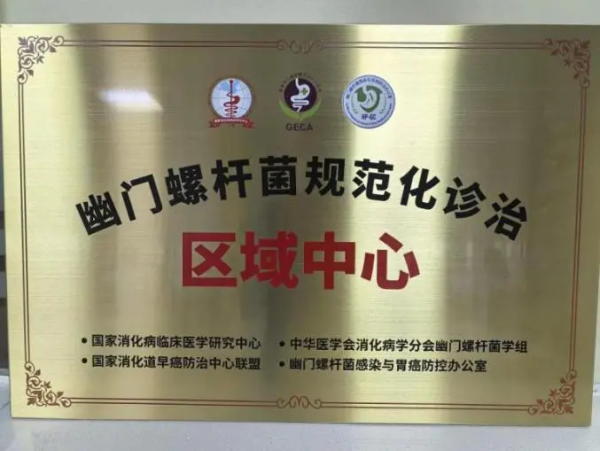 GECA
幽门螺杆菌规范化诊治
区域中心
• 国家消化病临床医学研究中心
• 中华医学会消化病学分会幽门螺杆菌学组
• 国家消化道早癌防治中心联盟
• 幽门螺杆菌感染与胃癌防控办公室